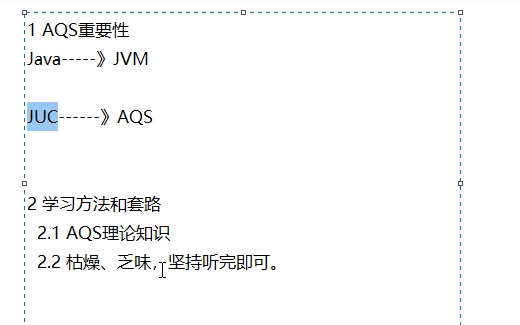 1 AQS重要性
Java-----》JVM
JUC------》AQS
2 学习方法和套路
2.1 AQS理论知识
2.2 枯燥、乏味，坚持听完即可。